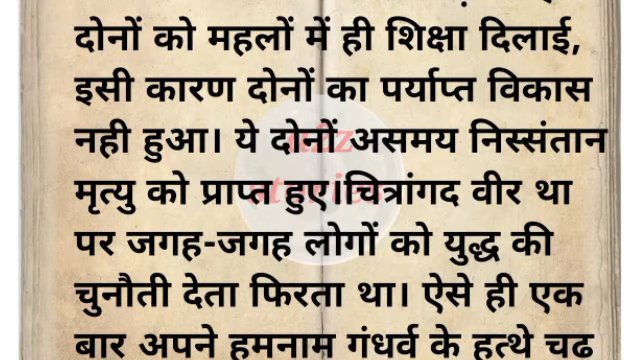 दोनों को महलों में ही शिक्षा दिलाई,
इसी कारण दोनों का पर्याप्त विकास
नही हुआ। ये दोनों असमय निस्संतान
मृत्यु को प्राप्त हुए।चित्रांगद वीर था
पर जगह-जगह लोगों को युद्ध की
चुनौती देता फिरता था। ऐसे ही एक
बार अपने हमनाम गंधर्व के हत्थे चढ